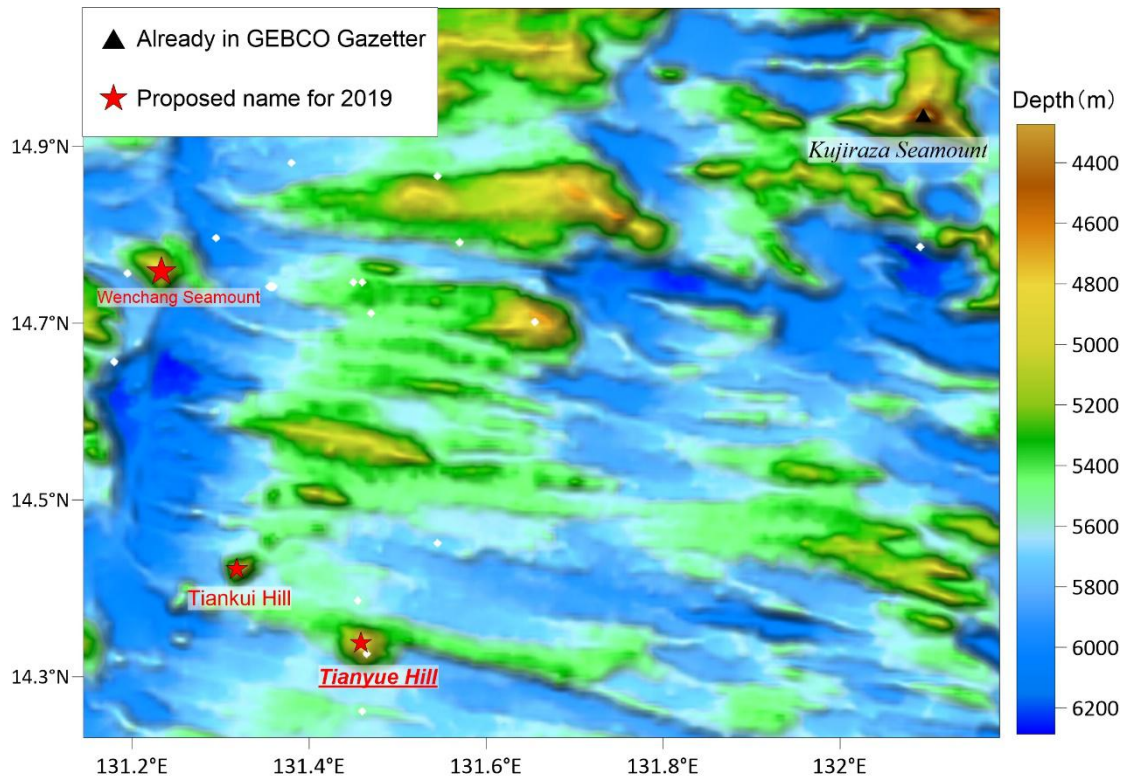 Already in GEBCO Gazetter
Proposed name for 2019
Depth(m)
4400
4600
4800
5000
5200
5400
5600
5800
6000
6200
14.9°N
14.7°N
14.5°N
14.3°N
Kujiraza Seamount
Wenchang Seamount
Tiankui Hill
Tianyue Hill
131.2°E
131.4°E
131.6°E
131.8°E
132°E